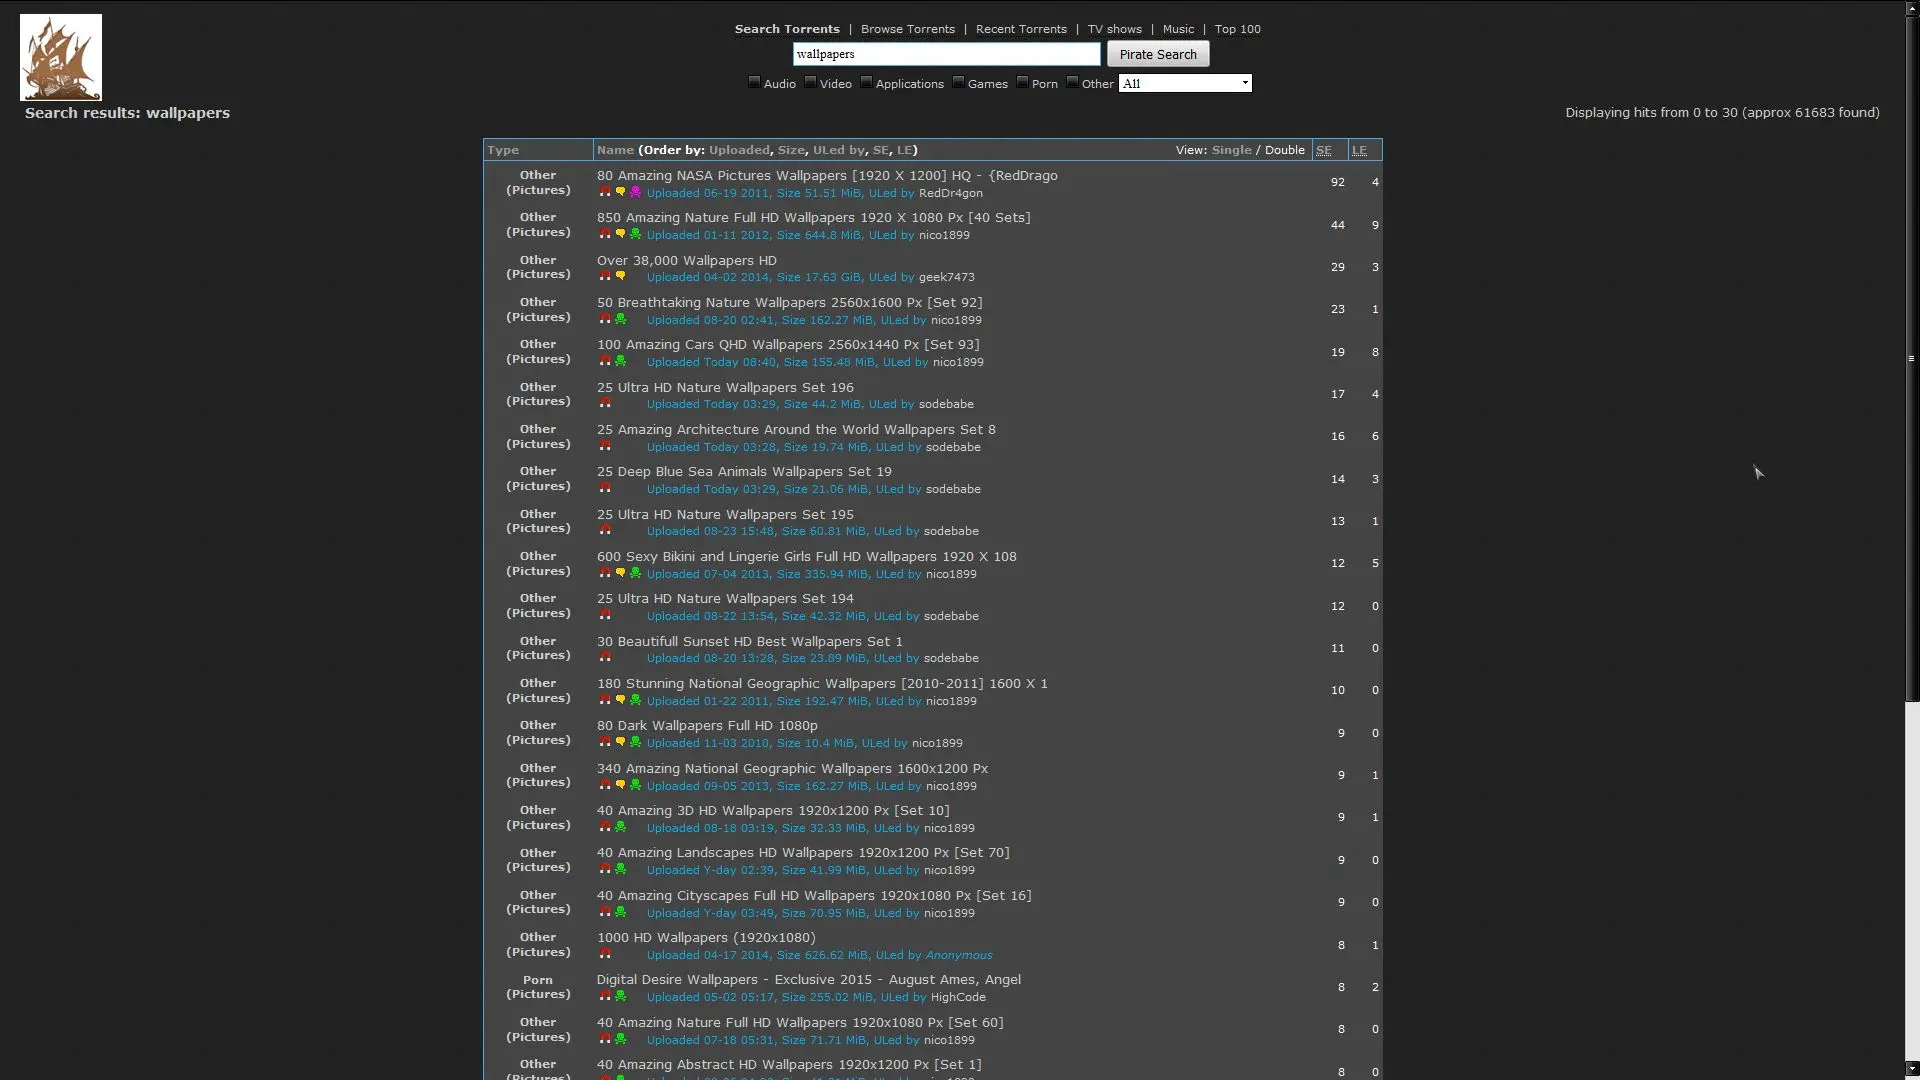 Search Torrents | Browse Torrents | Recent Torrents | TV shows | Music | Top 100
wallpapers Pirate Search
Audio Video Applications Games Porn Other All
Search results: wallpapers Displaying hits from 0 to 30 (approx 61683 found)
Type Name (Order by: Uploaded, Size, ULed by, SE, LE) View: Single / Double SE LE
Other 80 Amazing NASA Pictures Wallpapers [1920 X 1200] HQ - {RedDrago
(Pictures) Uploaded 06-19 2011, Size 51.51 MiB, ULed by RedDr4gon 92 4
Other 850 Amazing Nature Full HD Wallpapers 1920 X 1080 Px [40 Sets]
(Pictures) Uploaded 01-11 2012, Size 644.8 MiB, ULed by nico1899 44 9
Other Over 38,000 Wallpapers HD
(Pictures) Uploaded 04-02 2014, Size 17.63 GiB, ULed by geek7473 29 3
Other 50 Breathtaking Nature Wallpapers 2560x1600 Px [Set 92]
(Pictures) Uploaded 08-20 02:41, Size 162.27 MiB, ULed by nico1899 23 1
Other 100 Amazing Cars QHD Wallpapers 2560x1440 Px [Set 93]
(Pictures) Uploaded Today 08:40, Size 155.48 MiB, ULed by nico1899 19 8
Other 25 Ultra HD Nature Wallpapers Set 196
(Pictures) Uploaded Today 03:29, Size 44.2 MiB, ULed by sodebabe 17 4
Other 25 Amazing Architecture Around the World Wallpapers Set 8
(Pictures) Uploaded Today 03:28, Size 19.74 MiB, ULed by sodebabe 16 6
Other 25 Deep Blue Sea Animals Wallpapers Set 19
(Pictures) Uploaded Today 03:29, Size 21.06 MiB, ULed by sodebabe 14 3
Other 25 Ultra HD Nature Wallpapers Set 195
(Pictures) Uploaded 08-23 15:48, Size 60.81 MiB, ULed by sodebabe 13 1
Other 600 Sexy Bikini and Lingerie Girls Full HD Wallpapers 1920 X 108
(Pictures) Uploaded 07-04 2013, Size 335.94 MiB, ULed by nico1899 12 5
Other 25 Ultra HD Nature Wallpapers Set 194
(Pictures) Uploaded 08-22 13:54, Size 42.32 MiB, ULed by sodebabe 12 0
Other 30 Beautifull Sunset HD Best Wallpapers Set 1
(Pictures) Uploaded 08-20 13:28, Size 23.89 MiB, ULed by sodebabe 11 0
Other 180 Stunning National Geographic Wallpapers [2010-2011] 1600 X 1
(Pictures) Uploaded 01-22 2011, Size 192.47 MiB, ULed by nico1899 10 0
Other 80 Dark Wallpapers Full HD 1080p
(Pictures) Uploaded 11-03 2010, Size 10.4 MiB, ULed by nico1899 9 0
Other 340 Amazing National Geographic Wallpapers 1600x1200 Px
(Pictures) Uploaded 09-05 2013, Size 162.27 MiB, ULed by nico1899 9 1
Other 40 Amazing 3D HD Wallpapers 1920x1200 Px [Set 10]
(Pictures) Uploaded 08-18 03:19, Size 32.33 MiB, ULed by nico1899 9 1
Other 40 Amazing Landscapes HD Wallpapers 1920x1200 Px [Set 70]
(Pictures) Uploaded Y-day 02:39, Size 41.99 MiB, ULed by nico1899 9 0
Other 40 Amazing Cityscapes Full HD Wallpapers 1920x1080 Px [Set 16]
(Pictures) Uploaded Y-day 03:49, Size 70.95 MiB, ULed by nico1899 9 0
Other 1000 HD Wallpapers (1920x1080)
(Pictures) Uploaded 04-17 2014, Size 626.62 MiB, ULed by Anonymous 8 1
Porn Digital Desire Wallpapers - Exclusive 2015 - August Ames, Angel
(Pictures) Uploaded 05-02 05:17, Size 255.02 MiB, ULed by HighCode 8 2
Other 40 Amazing Nature Full HD Wallpapers 1920x1080 Px [Set 60]
(Pictures) Uploaded 07-18 05:31, Size 71.71 MiB, ULed by nico1899 8 0
Other 40 Amazing Abstract HD Wallpapers 1920x1200 Px [Set 1]
(Pictures) 8 0